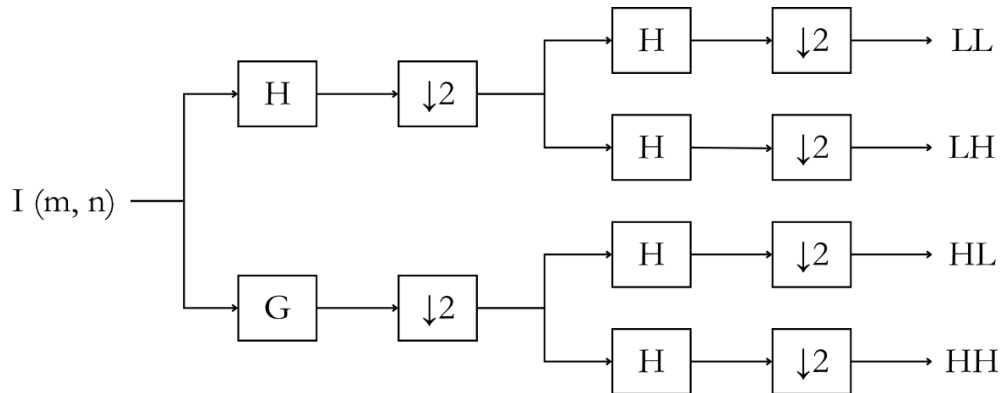 H ↓2 LL
H ↓2
H ↓2 LH
I (m, n)
H ↓2 HL
G ↓2
H ↓2 HH